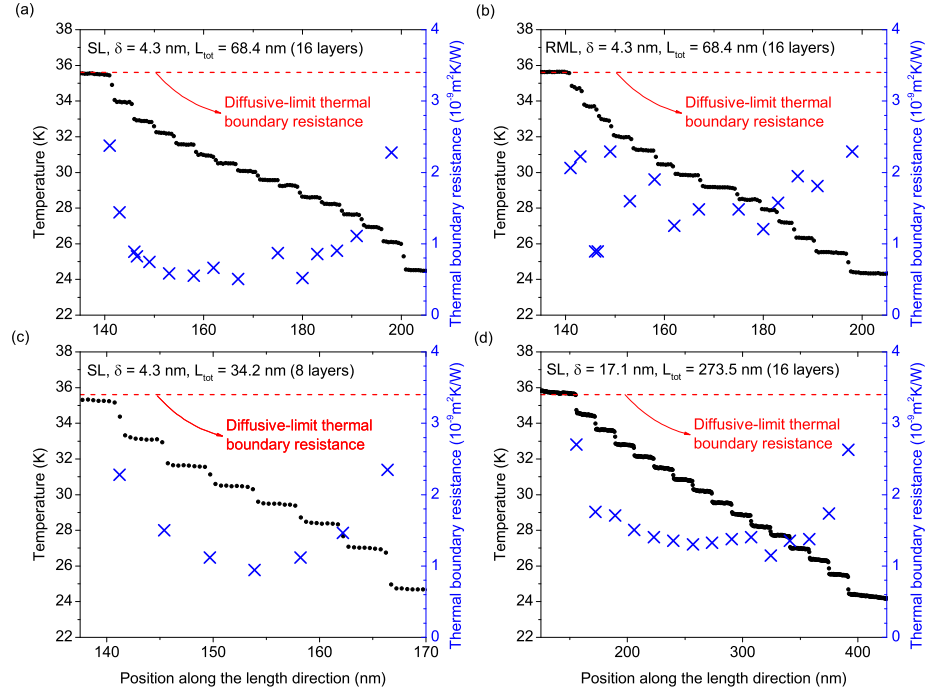 (a)
SL, δ = 4.3 nm, L_tot = 68.4 nm (16 layers)
Diffusive-limit thermal
boundary resistance
38
36
34
32
30
28
26
24
22
Temperature (K)
140
160
180
200
4
3
2
1
0
Thermal boundary resistance (10⁻⁹m²K/W)
(b)
RML, δ = 4.3 nm, L_tot = 68.4 nm (16 layers)
Diffusive-limit thermal
boundary resistance
38
36
34
32
30
28
26
24
22
Temperature (K)
140
160
180
200
4
3
2
1
0
Thermal boundary resistance (10⁻⁹m²K/W)
(c)
SL, δ = 4.3 nm, L_tot = 34.2 nm (8 layers)
Diffusive-limit thermal
boundary resistance
38
36
34
32
30
28
26
24
22
Temperature (K)
140
150
160
170
Position along the length direction (nm)
4
3
2
1
0
Thermal boundary resistance (10⁻⁹m²K/W)
(d)
SL, δ = 17.1 nm, L_tot = 273.5 nm (16 layers)
Diffusive-limit thermal
boundary resistance
38
36
34
32
30
28
26
24
22
Temperature (K)
200
300
400
Position along the length direction (nm)
4
3
2
1
0
Thermal boundary resistance (10⁻⁹m²K/W)